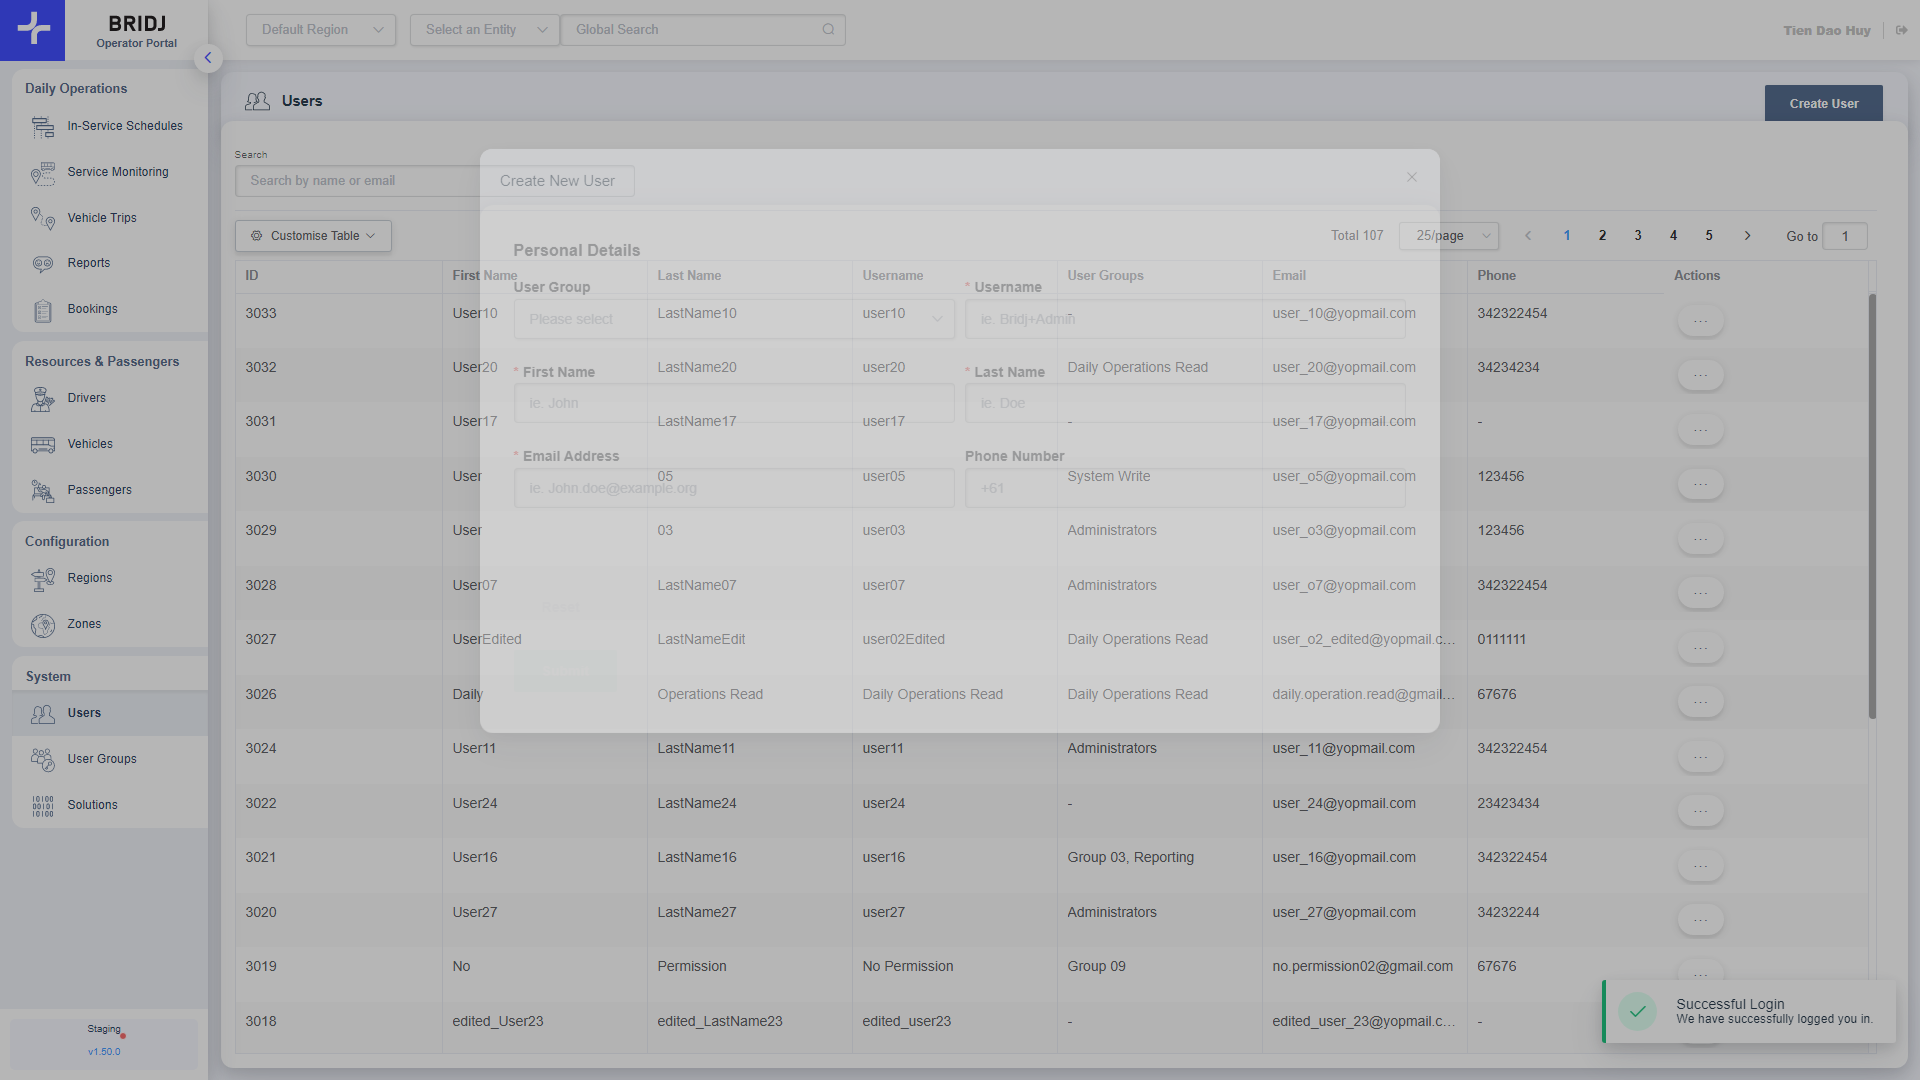 BRIDJ
Operator Portal
Default Region
Select an Entity
Global Search
Tien Dao Huy
Daily Operations
In-Service Schedules
Service Monitoring
Vehicle Trips
Reports
Bookings
Resources & Passengers
Drivers
Vehicles
Passengers
Configuration
Regions
Zones
System
Users
User Groups
Solutions
Staging
v1.50.0
Users
Create User
Search
Search by name or email
Customise Table
Total 107
25/page
1 2 3 4 5
Go to 1
ID First Name Last Name Username User Groups Email Phone Actions
3033 User10 LastName10 user10 - user_10@yopmail.com 342322454 ...
3032 User20 LastName20 user20 Daily Operations Read user_20@yopmail.com 34234234 ...
3031 User17 LastName17 user17 - user_17@yopmail.com - ...
3030 User 05 user05 System Write user_o5@yopmail.com 123456 ...
3029 User 03 user03 Administrators user_o3@yopmail.com 123456 ...
3028 User07 LastName07 user07 Administrators user_o7@yopmail.com 342322454 ...
3027 UserEdited LastNameEdit user02Edited Daily Operations Read user_o2_edited@yopmail.c... 0111111 ...
3026 Daily Operations Read Daily Operations Read Daily Operations Read daily.operation.read@gmail... 67676 ...
3024 User11 LastName11 user11 Administrators user_11@yopmail.com 342322454 ...
3022 User24 LastName24 user24 - user_24@yopmail.com 23423434 ...
3021 User16 LastName16 user16 Group 03, Reporting user_16@yopmail.com 342322454 ...
3020 User27 LastName27 user27 Administrators user_27@yopmail.com 34232244 ...
3019 No Permission No Permission Group 09 no.permission02@gmail.com 67676 ...
3018 edited_User23 edited_LastName23 edited_user23 - edited_user_23@yopmail.c... -
Create New User
Personal Details
User Group
Please select
* Username
ie. Bridj+Admin
* First Name
ie. John
* Last Name
ie. Doe
* Email Address
ie. John.doe@example.org
Phone Number
+61
Successful Login
We have successfully logged you in.